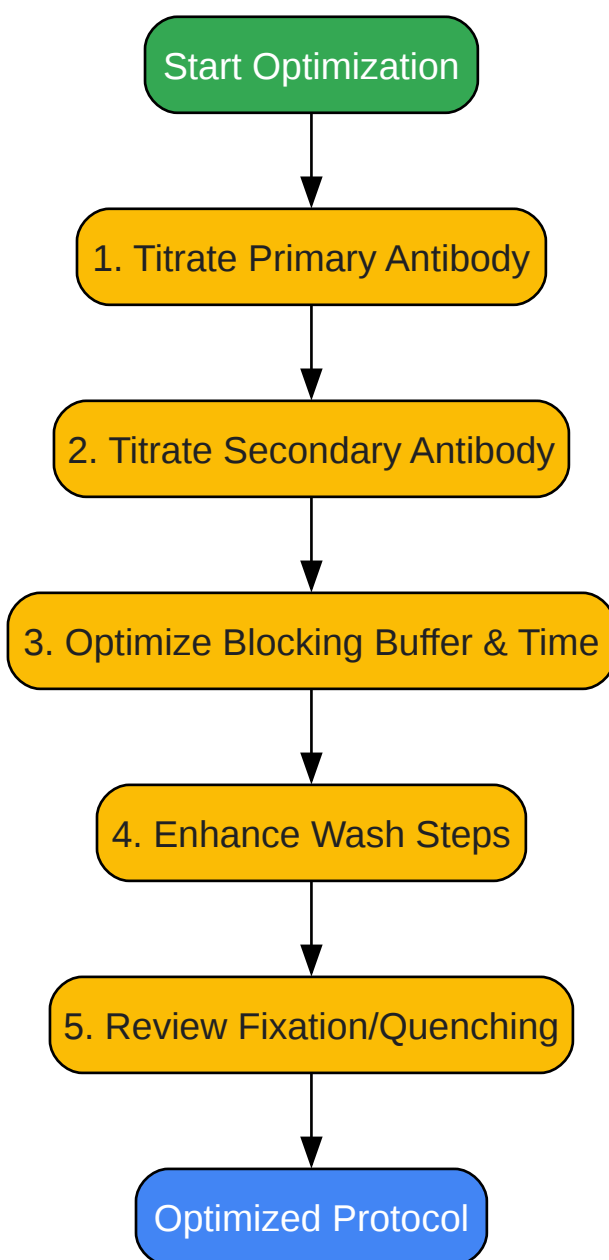 Start Optimization
1. Titrate Primary Antibody
2. Titrate Secondary Antibody
3. Optimize Blocking Buffer & Time
4. Enhance Wash Steps
5. Review Fixation/Quenching
Optimized Protocol